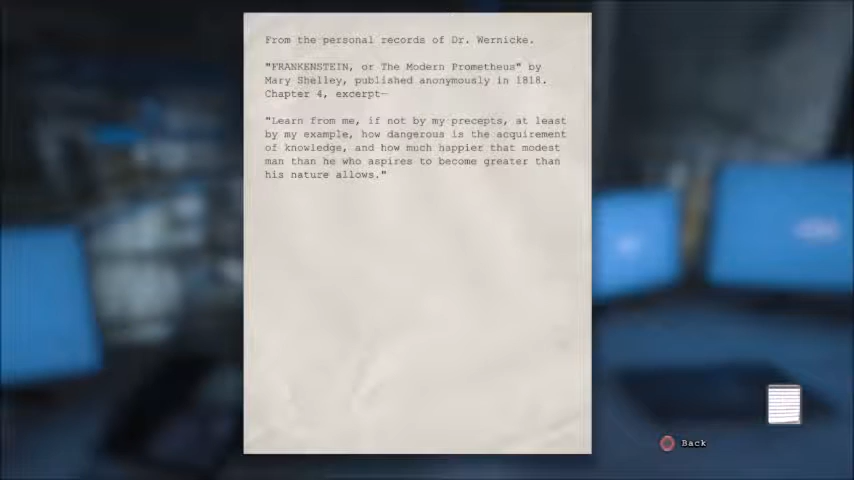 From the personal records of Dr. Wernicke.
"FRANKENSTEIN, or The Modern Prometheus" by
Mary Shelley, published anonymously in 1818.
Chapter 4, excerpt—
"Learn from me, if not by my precepts, at least
by my example, how dangerous is the acquirement
of knowledge, and how much happier that modest
man than he who aspires to become greater than
his nature allows."
Back